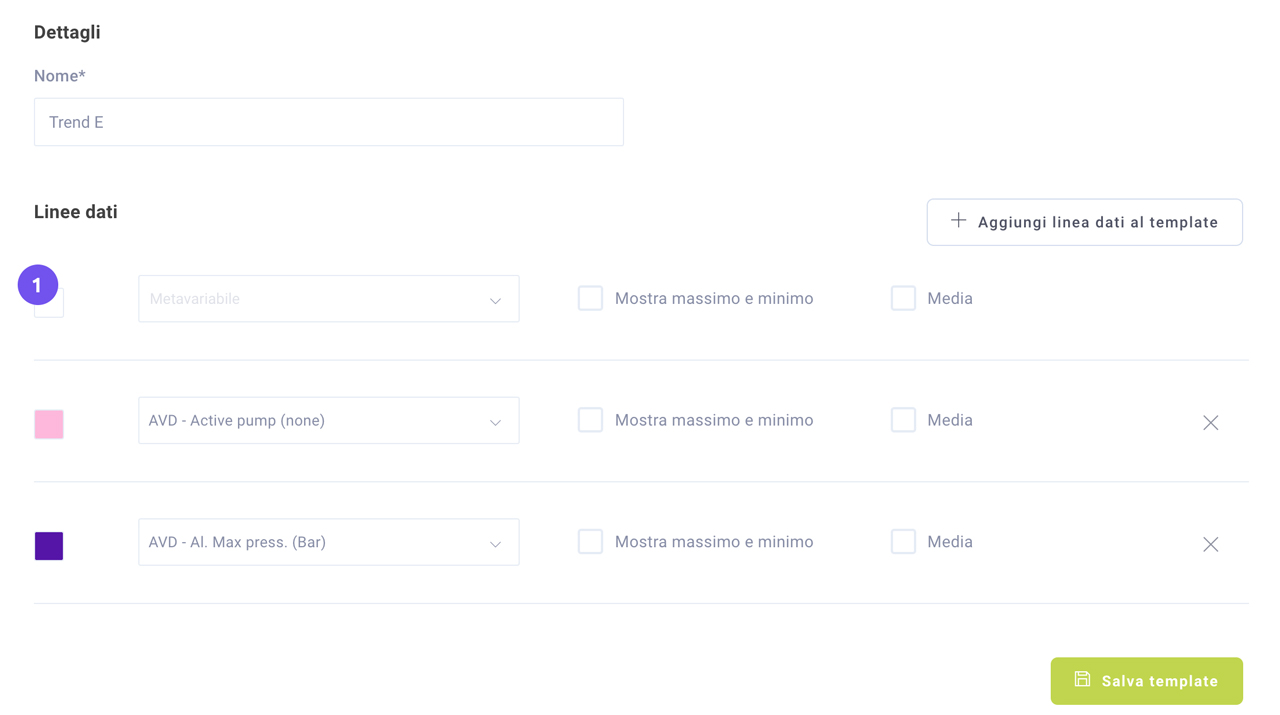 Dettagli
Nome*
Trend E
Linee dati
Aggiungi linea dati al template
1
Metavariabile
Mostra massimo e minimo
Media
AVD - Active pump (none)
Mostra massimo e minimo
Media
AVD - Al. Max press. (Bar)
Mostra massimo e minimo
Media
Salva template